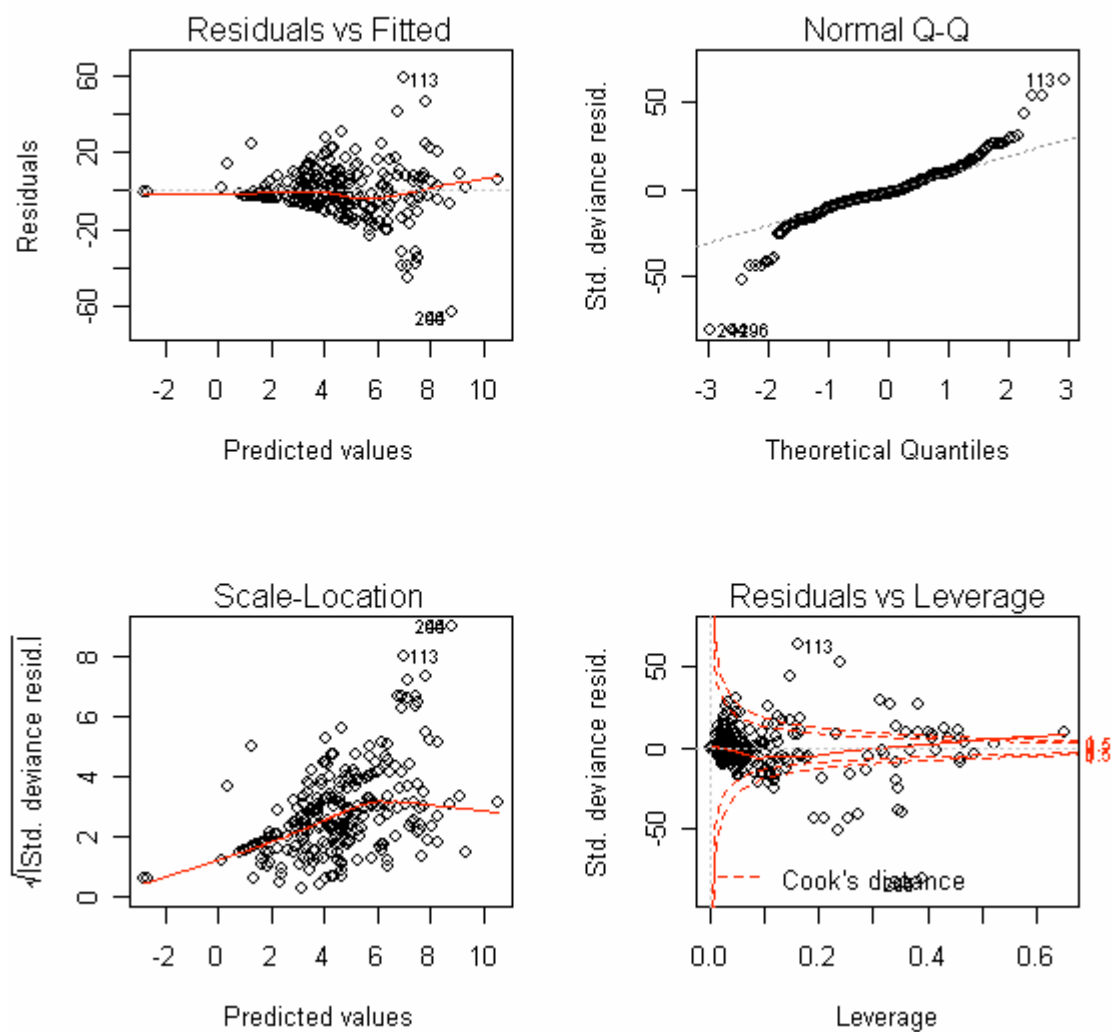 Residuals vs Fitted
Residuals
60
20
-20
-60
113
-2 0 2 4 6 8 10
Predicted values
Normal Q-Q
Std. deviance resid.
50
0
-50
113
-3 -2 -1 0 1 2 3
Theoretical Quantiles
Scale-Location
√|Std. deviance resid.|
8
6
4
2
0
113
-2 0 2 4 6 8 10
Predicted values
Residuals vs Leverage
Std. deviance resid.
50
0
-50
113
Cook's distance
0.0 0.2 0.4 0.6
Leverage